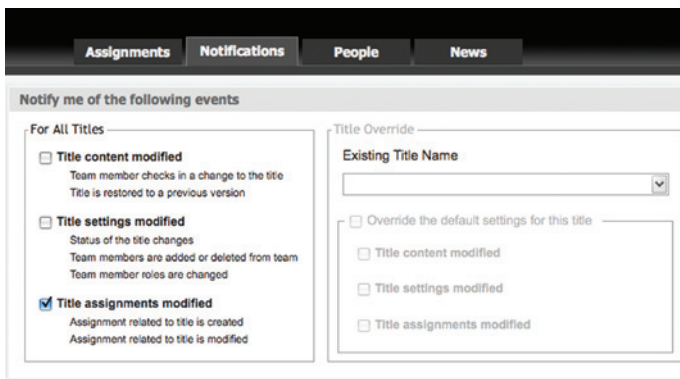 Assignments Notifications People News
Notify me of the following events
For All Titles
Title content modified
Team member checks in a change to the title
Title is restored to a previous version
Title settings modified
Status of the title changes
Team members are added or deleted from team
Team member roles are changed
Title assignments modified
Assignment related to title is created
Assignment related to title is modified
Title Override
Existing Title Name
Override the default settings for this title
Title content modified
Title settings modified
Title assignments modified